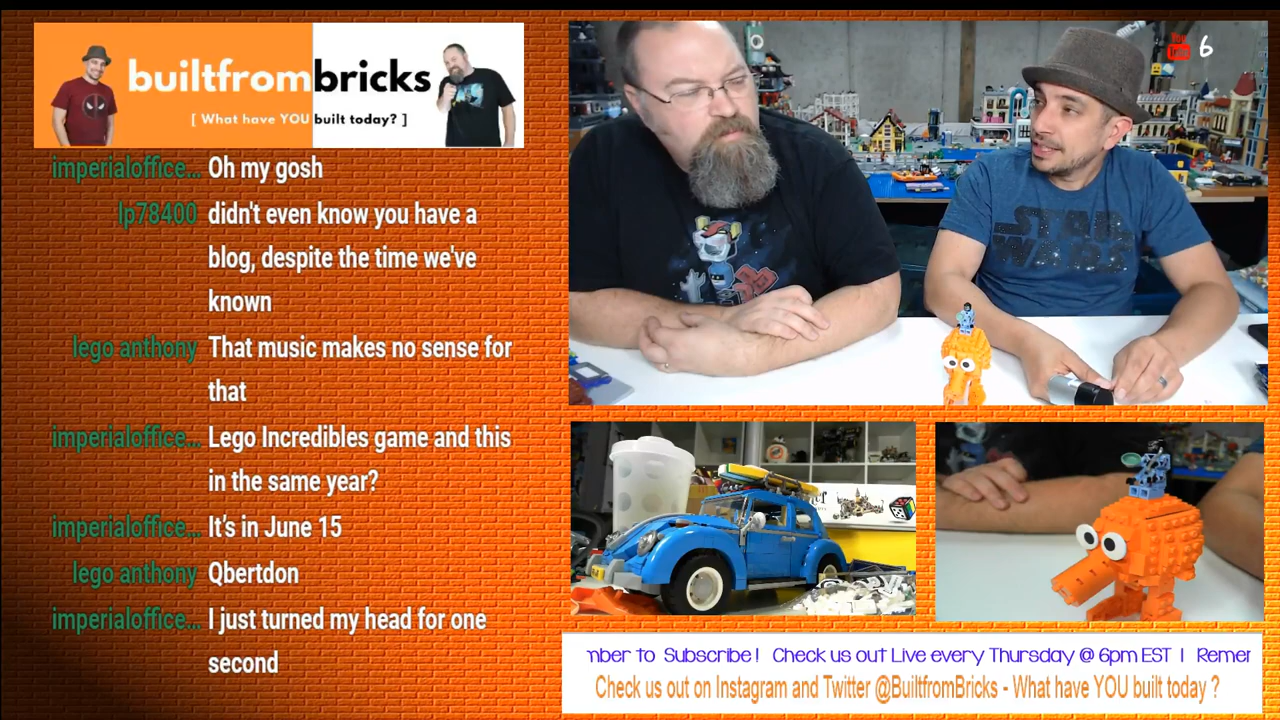 builtfrombricks
[ What have YOU built today? ]
imperialoffice... Oh my gosh
lp78400 didn't even know you have a
blog, despite the time we've
known
lego anthony That music makes no sense for
that
imperialoffice... Lego Incredibles game and this
in the same year?
imperialoffice... It's in June 15
lego anthony Qbertdon
imperialoffice... I just turned my head for one
second
You Tube 6
STAR
WARS
mber to Subscribe! Check us out Live every Thursday @ 6pm EST | Remer
Check us out on Instagram and Twitter @BuiltfromBricks - What have YOU built today ?